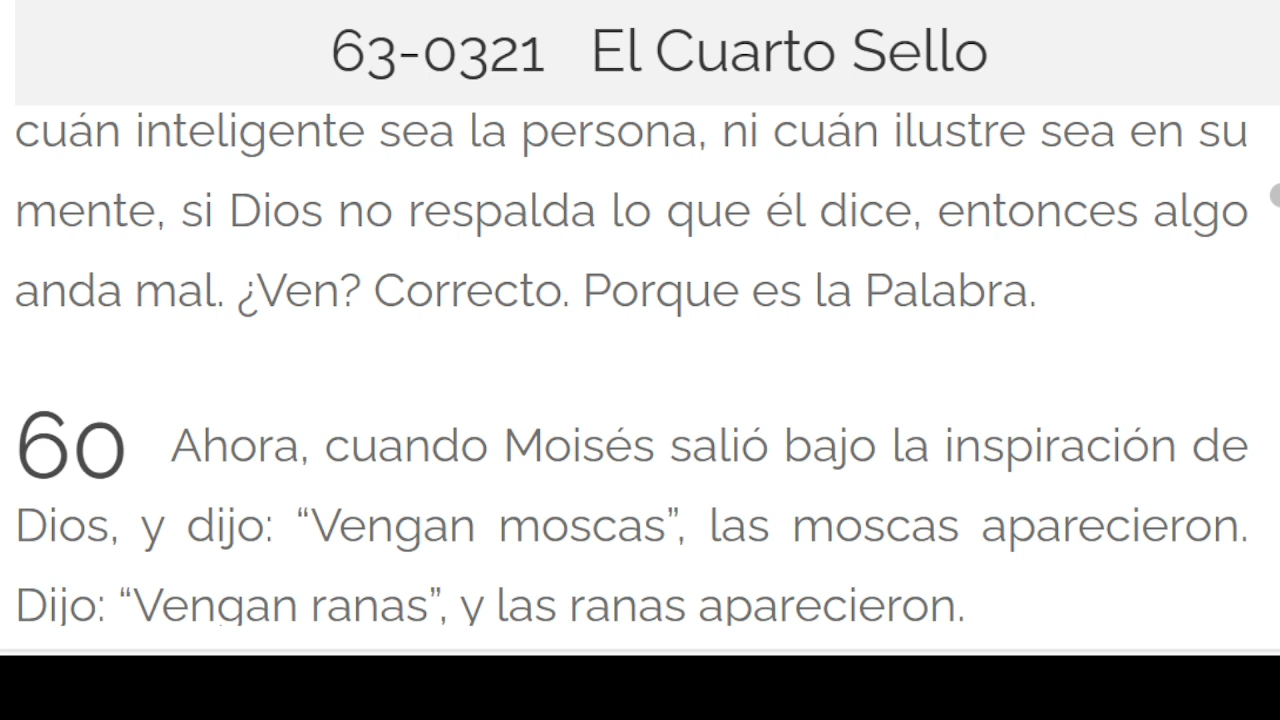 63-0321 El Cuarto Sello
cuán inteligente sea la persona, ni cuán ilustre sea en su
mente, si Dios no respalda lo que él dice, entonces algo
anda mal. ¿Ven? Correcto. Porque es la Palabra.
60 Ahora, cuando Moisés salió bajo la inspiración de
Dios, y dijo: “Vengan moscas”, las moscas aparecieron.
Dijo: “Vengan ranas”, y las ranas aparecieron.